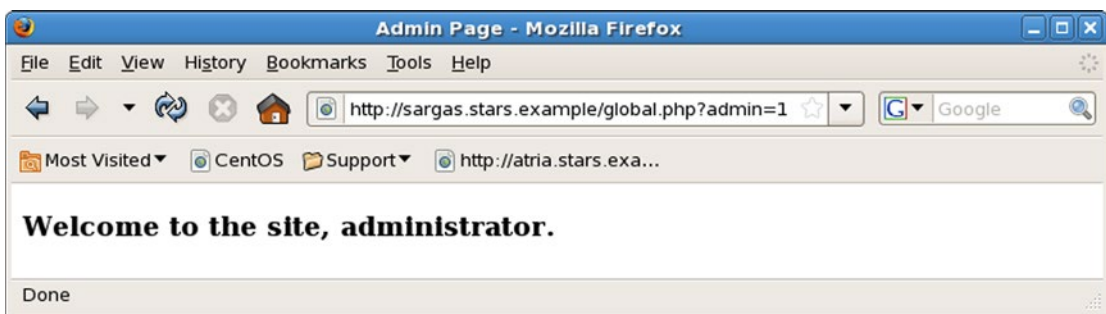 Admin Page - Mozilla Firefox
File Edit View History Bookmarks Tools Help
http://sargas.stars.example/global.php?admin=1 G Google
Most Visited CentOS Support http://atria.stars.exa...
Welcome to the site, administrator.
Done